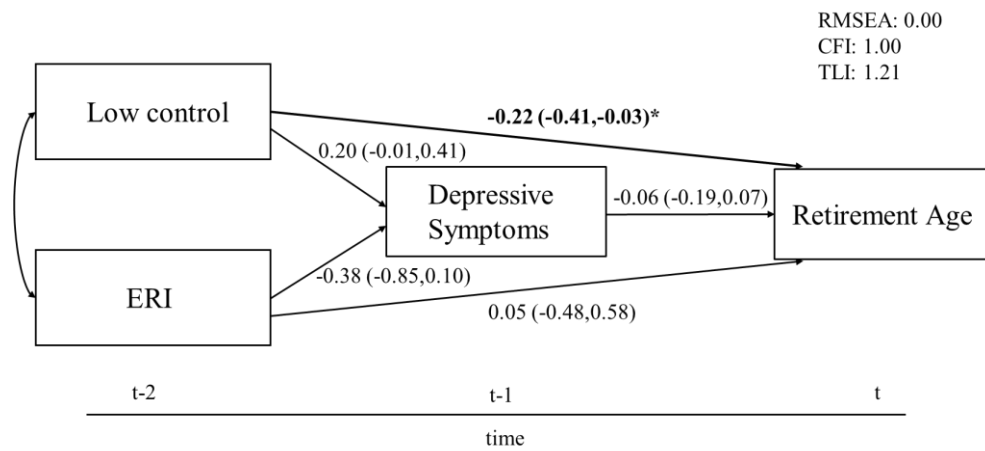 RMSEA: 0.00
CFI: 1.00
TLI: 1.21
Low control
-0.22 (-0.41,-0.03)*
0.20 (-0.01,0.41)
Depressive
Symptoms
-0.06 (-0.19,0.07)
Retirement Age
ERI
-0.38 (-0.85,0.10)
0.05 (-0.48,0.58)
t-2
t-1
t
time